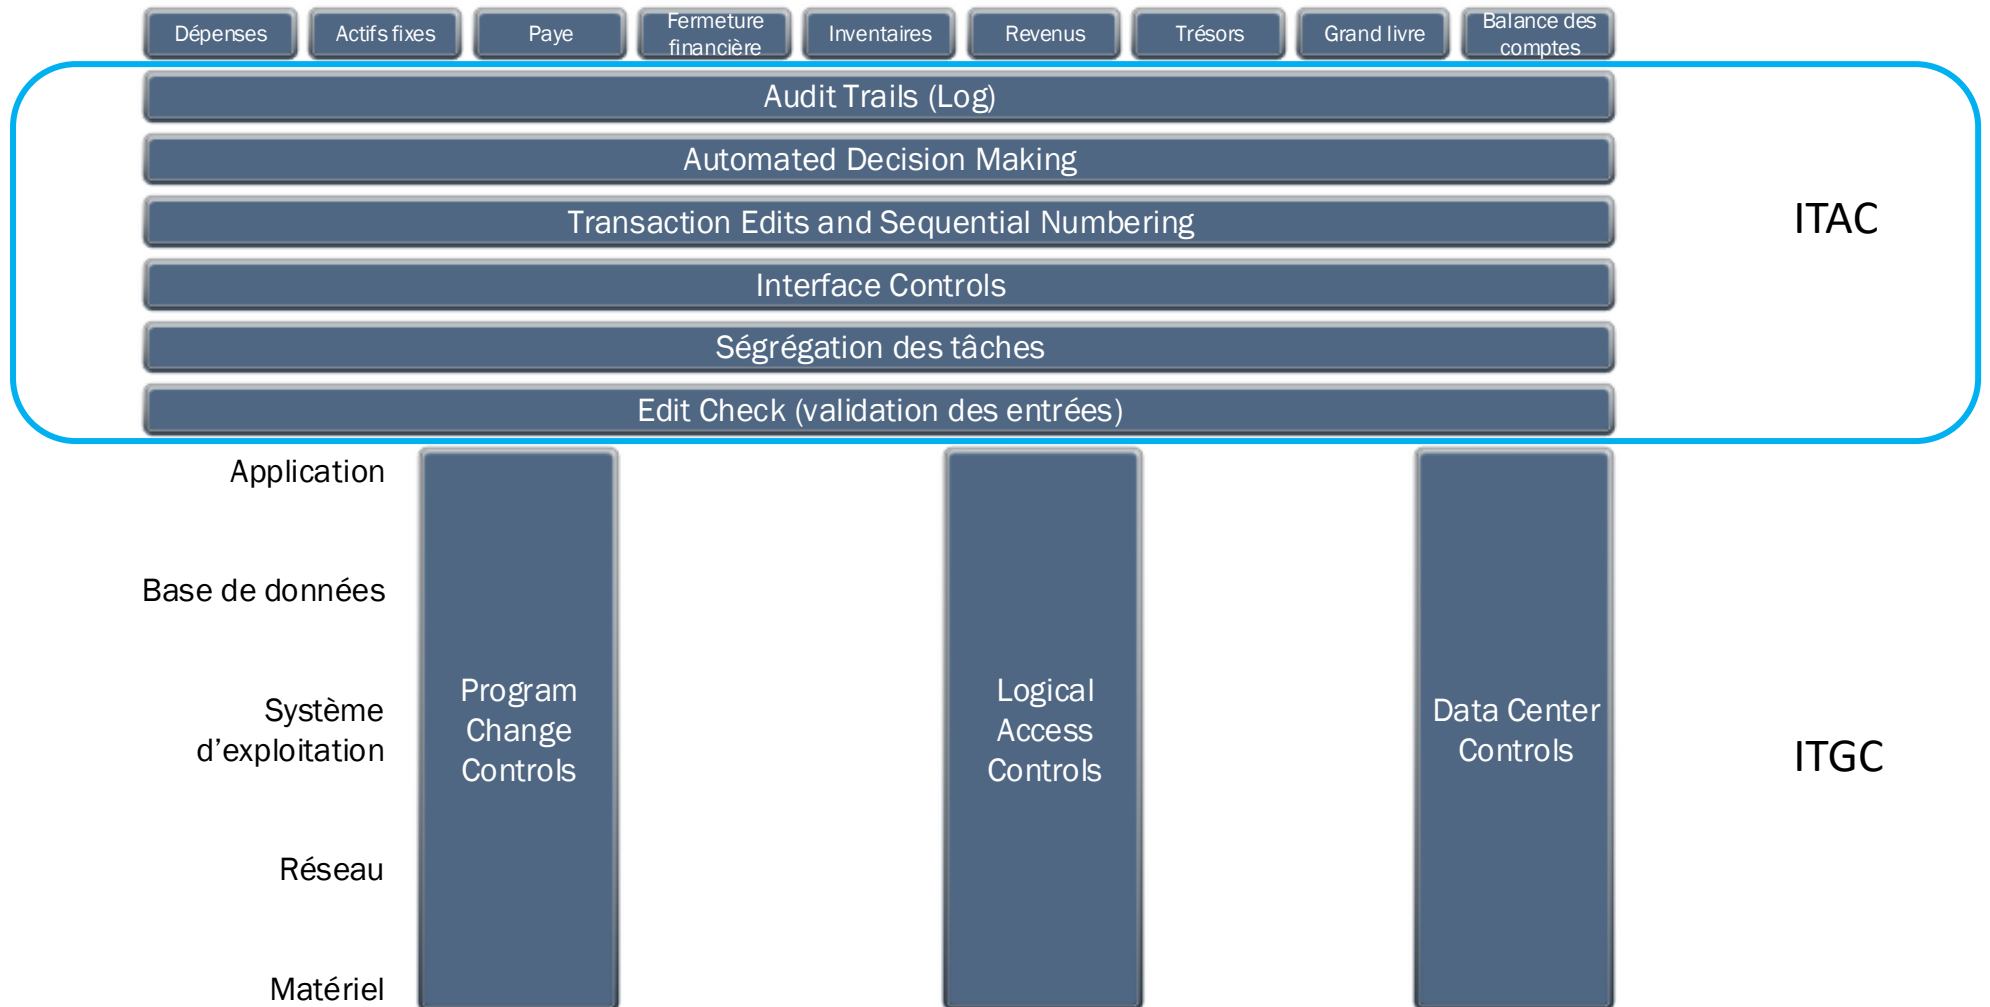 Dépenses
Actifs fixes
Paye
Fermeture
financière
Inventaires
Revenus
Trésors
Grand livre
Balance des
comptes
Audit Trails (Log)
Automated Decision Making
Transaction Edits and Sequential Numbering
ITAC
Interface Controls
Ségrégation des tâches
Edit Check (validation des entrées)
Application
Base de données
Système
d’exploitation
Réseau
Matériel
Program
Change
Controls
Logical
Access
Controls
Data Center
Controls
ITGC